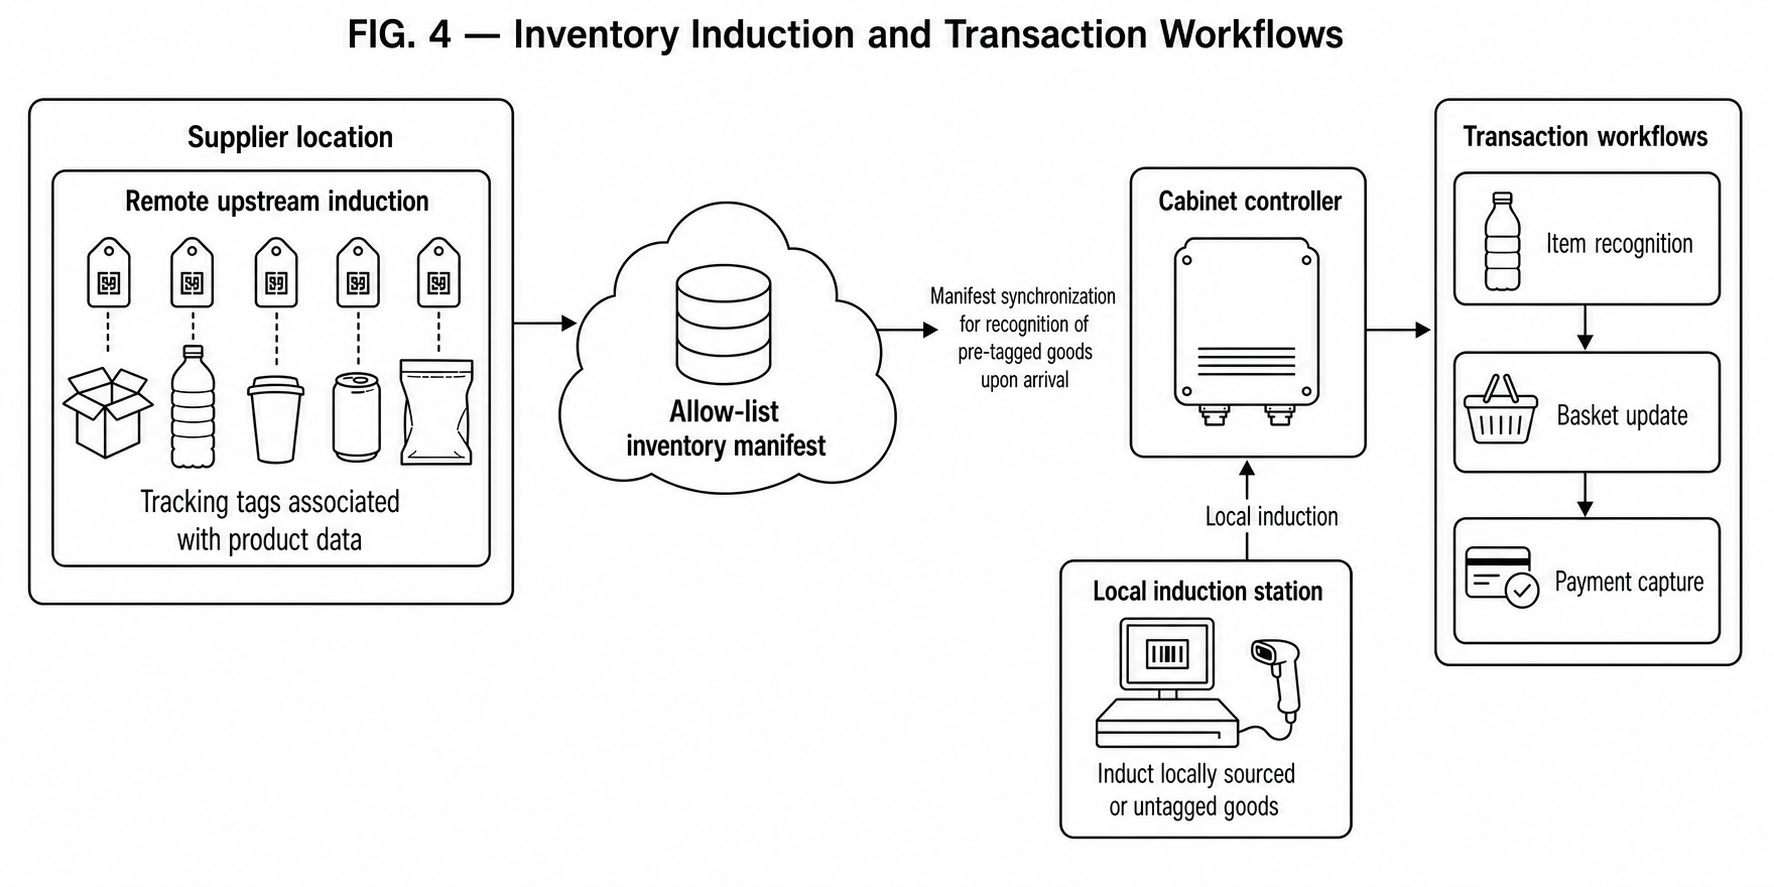 FIG. 4 — Inventory Induction and Transaction Workflows
Supplier location
Remote upstream induction
Tracking tags associated
with product data
Allow-list
inventory manifest
Manifest synchronization
for recognition of
pre-tagged goods
upon arrival
Cabinet controller
Local induction
Local induction station
Induct locally sourced
or untagged goods
Transaction workflows
Item recognition
Basket update
Payment capture